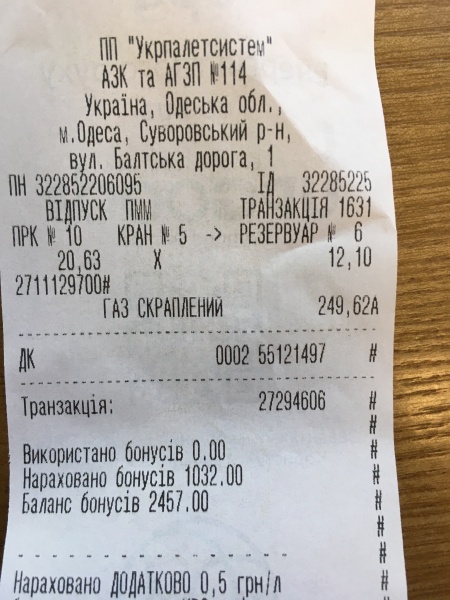 ПП "Укрпалетсистем"
АЗК та АГЗП №114
Україна, Одеська обл.,
м.Одеса, Суворовський р-н,
вул. Балтська дорога, 1
ПН 322852206095 ІД 32285225
ВІДПУСК ПММ ТРАНЗАКЦІЯ 1631
ПРК № 10 КРАН № 5 -> РЕЗЕРВУАР № 6
20,63 X 12,10
2711129700#
ГАЗ СКРАПЛЕНИЙ 249,62А
ДК 0002 55121497 #
#
Транзакція: 27294606 #
#
Використано бонусів 0.00 #
Нараховано бонусів 1032.00 #
Баланс бонусів 2457.00 #
#
#
#
Нараховано ДОДАТКОВО 0,5 грн/л #